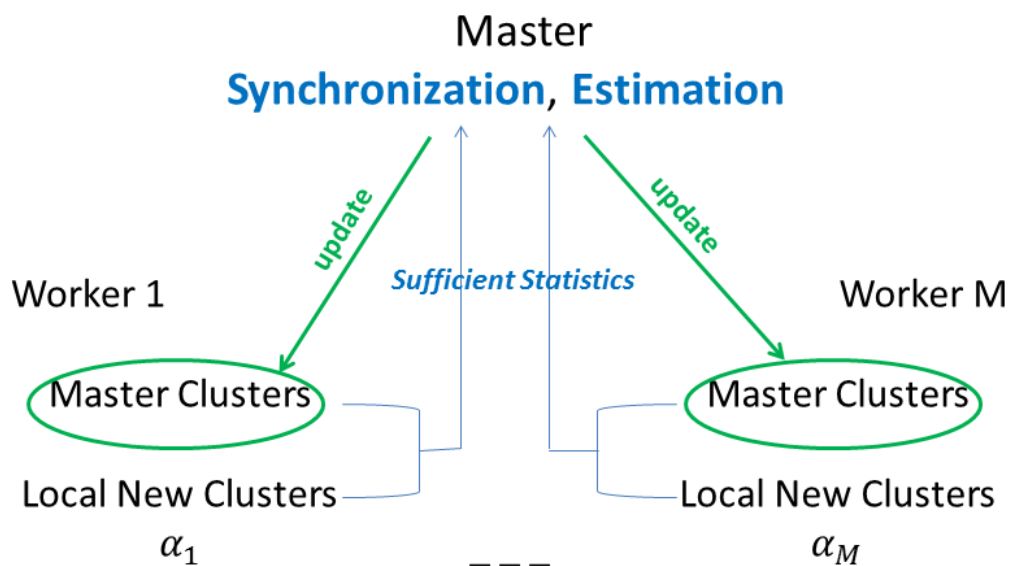 Master
Synchronization, Estimation
update
update
Sufficient Statistics
Worker 1
Worker M
Master Clusters
Master Clusters
Local New Clusters
Local New Clusters
α₁
α_M
_ _ _